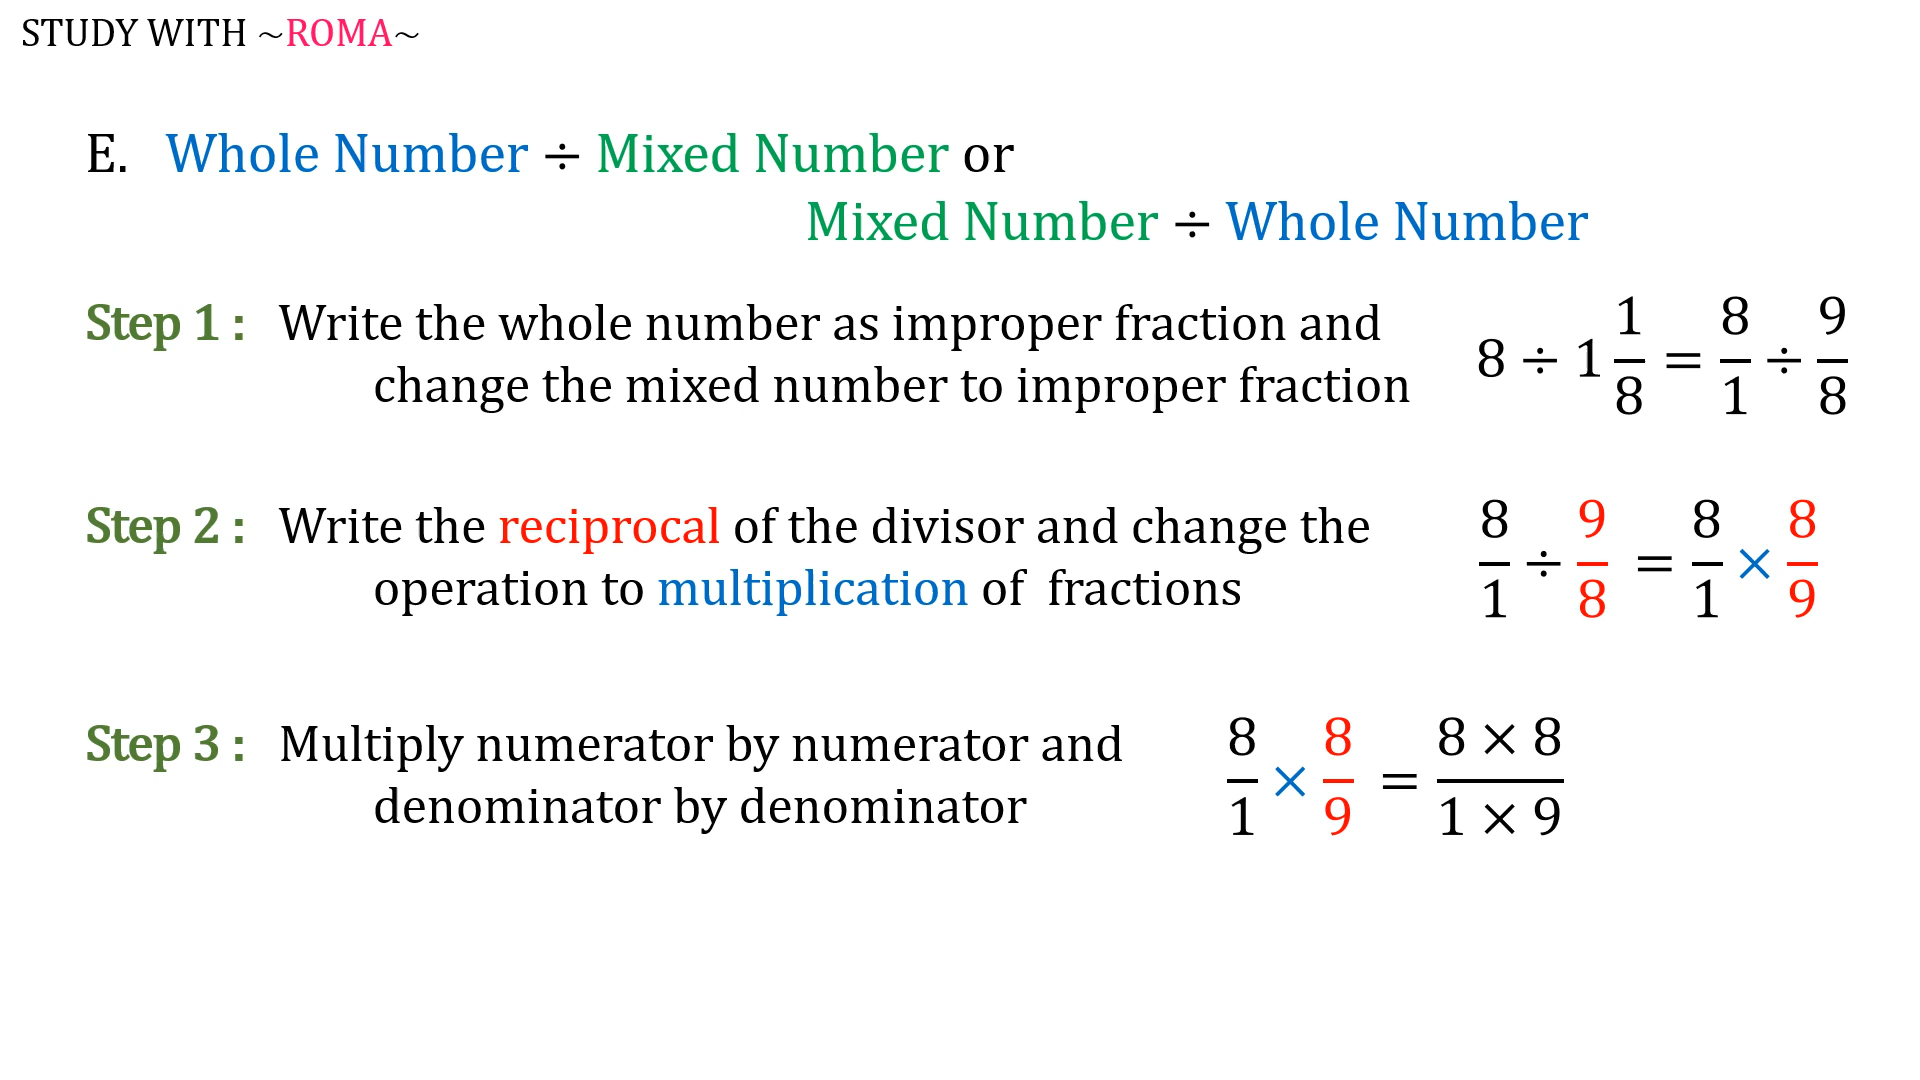 STUDY WITH ~ROMA~
E. Whole Number ÷ Mixed Number or
Mixed Number ÷ Whole Number
Step 1 : Write the whole number as improper fraction and
change the mixed number to improper fraction
8 ÷ 1 1/8 = 8/1 ÷ 9/8
Step 2 : Write the reciprocal of the divisor and change the
operation to multiplication of fractions
8/1 ÷ 9/8 = 8/1 × 8/9
Step 3 : Multiply numerator by numerator and
denominator by denominator
8/1 × 8/9 = 8 × 8/1 × 9